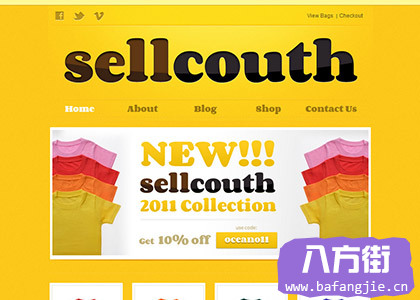 View Bags | Checkout
sellcouth
Home About Blog Shop Contact Us
NEW!!!
sellcouth
2011 Collection
use code:
Get 10% off oceano11
八方街
www.bafangjie.cn